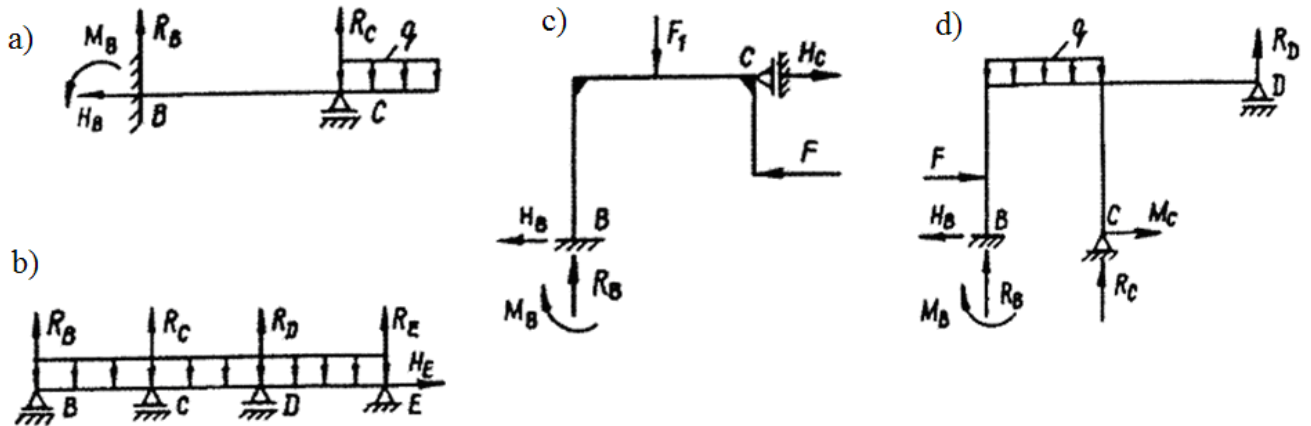 a)
M_B
R_B
R_C
q
H_B
B
C
b)
R_B
R_C
R_D
R_E
H_E
B
C
D
E
c)
F_1
C
H_C
F
H_B
B
R_B
M_B
d)
q
R_D
D
F
H_B
B
C
M_C
M_B
R_B
R_C